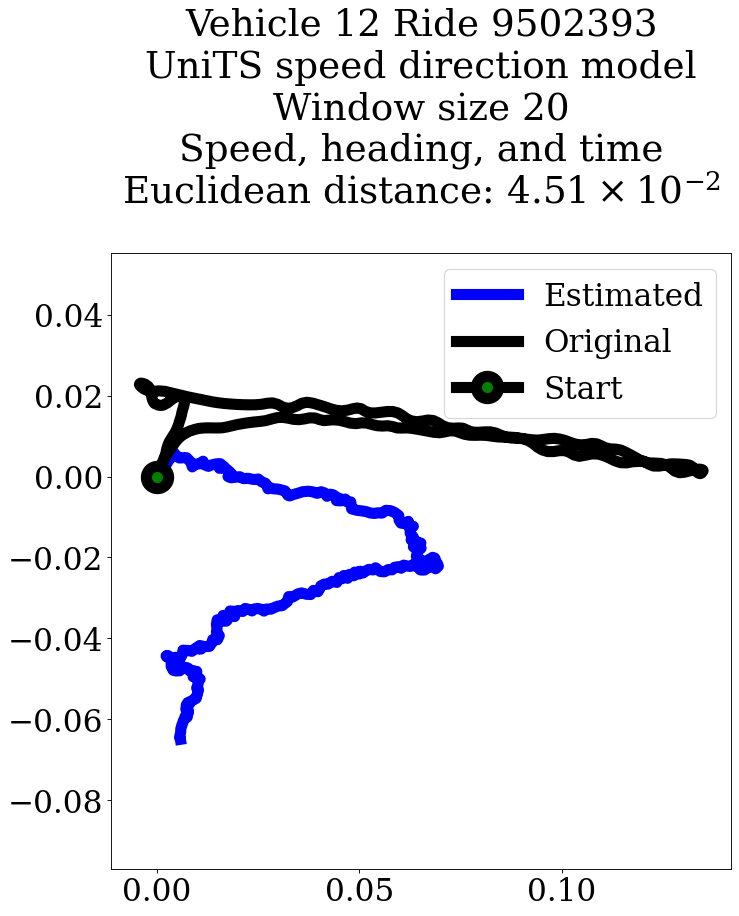 Vehicle 12 Ride 9502393
UniTS speed direction model
Window size 20
Speed, heading, and time
Euclidean distance: 4.51 × 10⁻²
Estimated
Original
Start
0.04
0.02
0.00
−0.02
−0.04
−0.06
−0.08
0.00 0.05 0.10